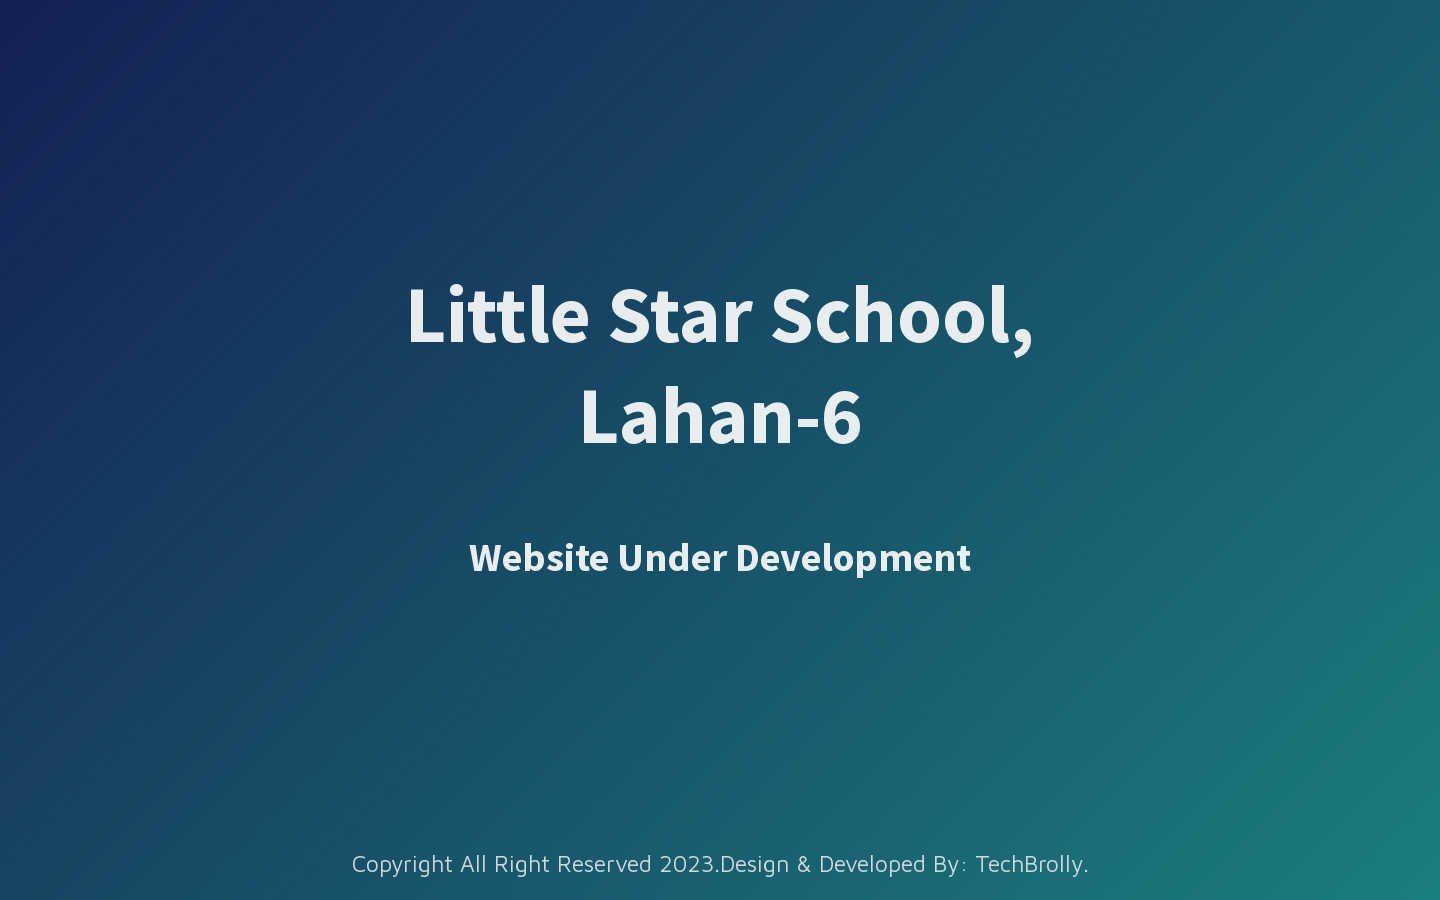 Little Star School,
Lahan-6
Website Under Development
Copyright All Right Reserved 2023.Design & Developed By: TechBrolly.